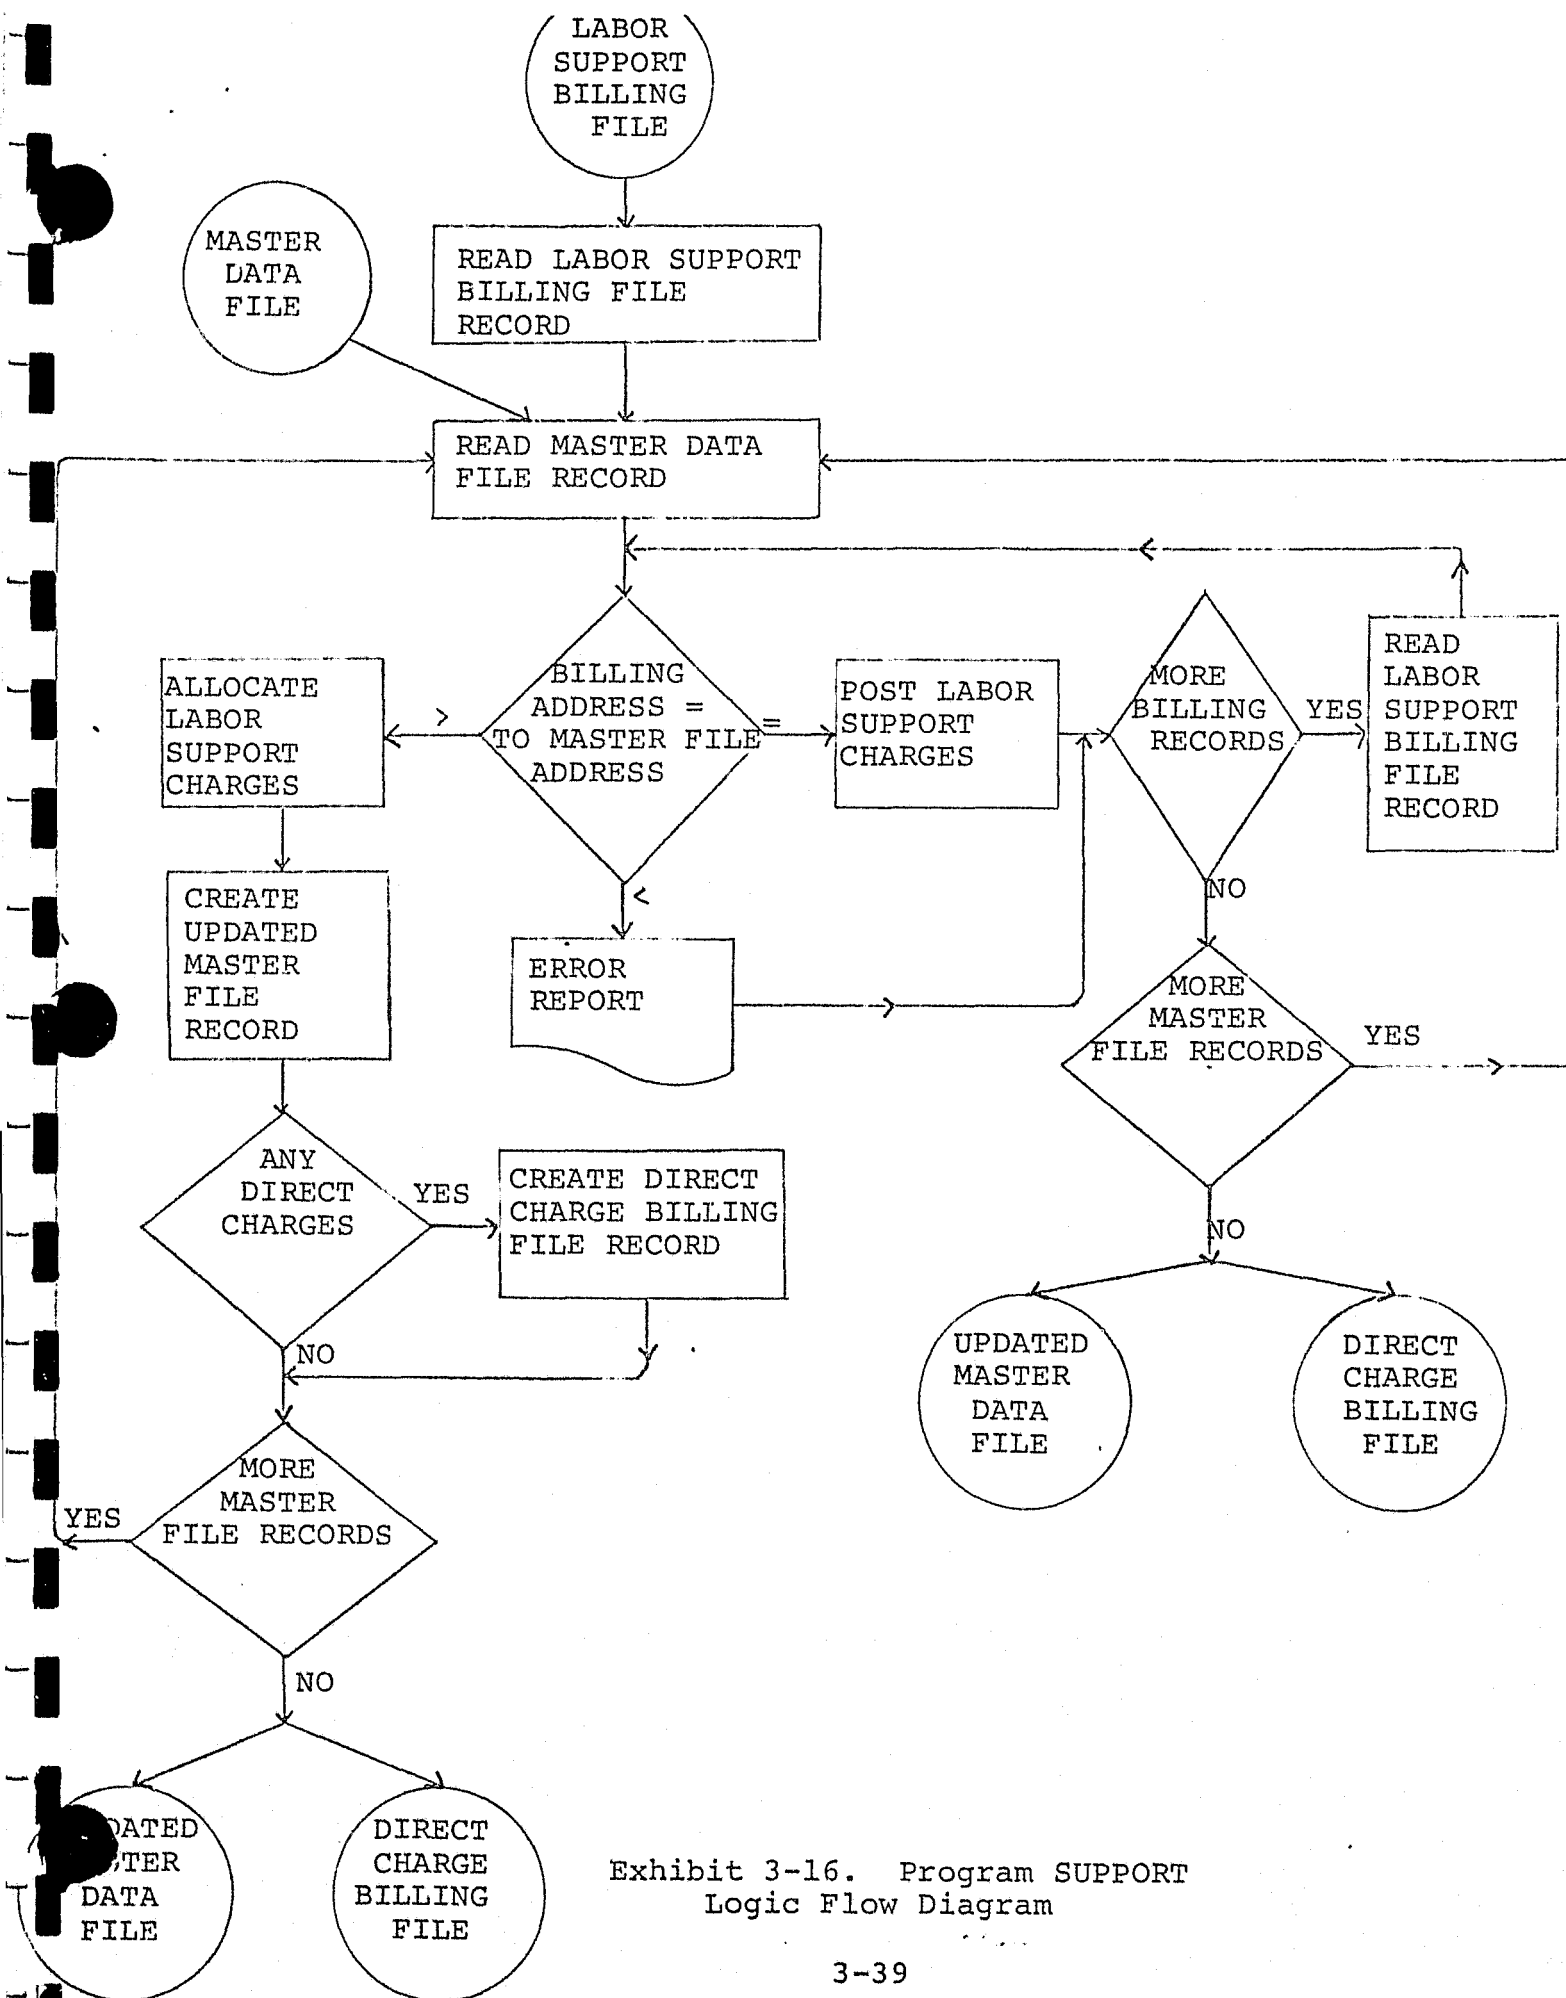 LABOR
SUPPORT
BILLING
FILE
MASTER
DATA
FILE
READ LABOR SUPPORT
BILLING FILE
RECORD
READ MASTER DATA
FILE RECORD
BILLING
ADDRESS =
TO MASTER FILE
ADDRESS
>
=
<
ALLOCATE
LABOR
SUPPORT
CHARGES
POST LABOR
SUPPORT
CHARGES
MORE
BILLING
RECORDS
YES
READ
LABOR
SUPPORT
BILLING
FILE
RECORD
NO
CREATE
UPDATED
MASTER
FILE
RECORD
ERROR
REPORT
MORE
MASTER
FILE RECORDS
YES
NO
ANY
DIRECT
CHARGES
YES
CREATE DIRECT
CHARGE BILLING
FILE RECORD
NO
UPDATED
MASTER
DATA
FILE
DIRECT
CHARGE
BILLING
FILE
MORE
MASTER
FILE RECORDS
YES
NO
DATA
FILE
DIRECT
CHARGE
BILLING
FILE
Exhibit 3-16. Program SUPPORT
Logic Flow Diagram
3-39